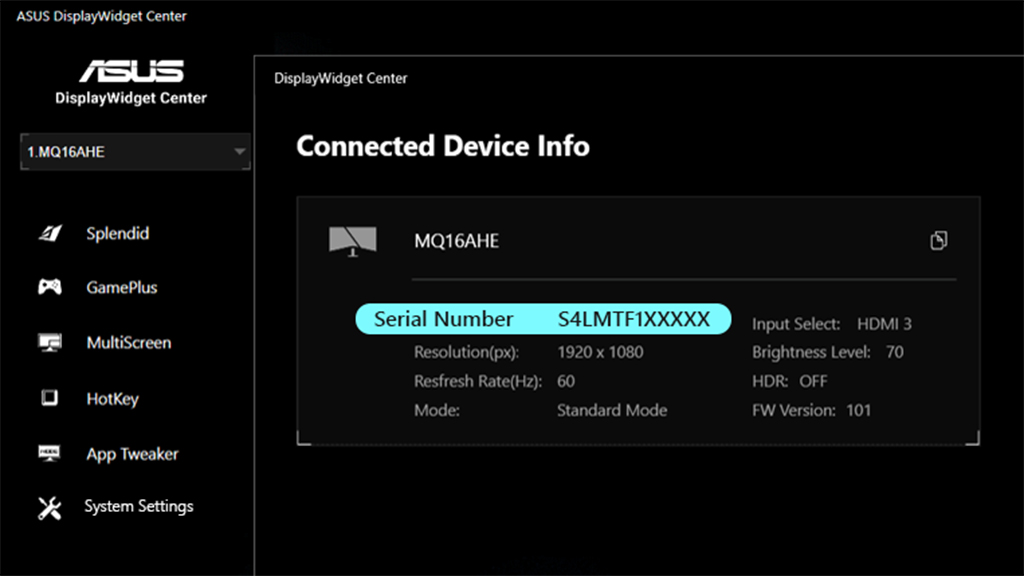 ASUS DisplayWidget Center
ASUS
DisplayWidget Center
1.MQ16AHE
Splendid
GamePlus
MultiScreen
HotKey
App Tweaker
System Settings
DisplayWidget Center
Connected Device Info
MQ16AHE
Serial Number S4LMTF1XXXXX
Resolution(px): 1920 x 1080
Resfresh Rate(Hz): 60
Mode: Standard Mode
Input Select: HDMI 3
Brightness Level: 70
HDR: OFF
FW Version: 101